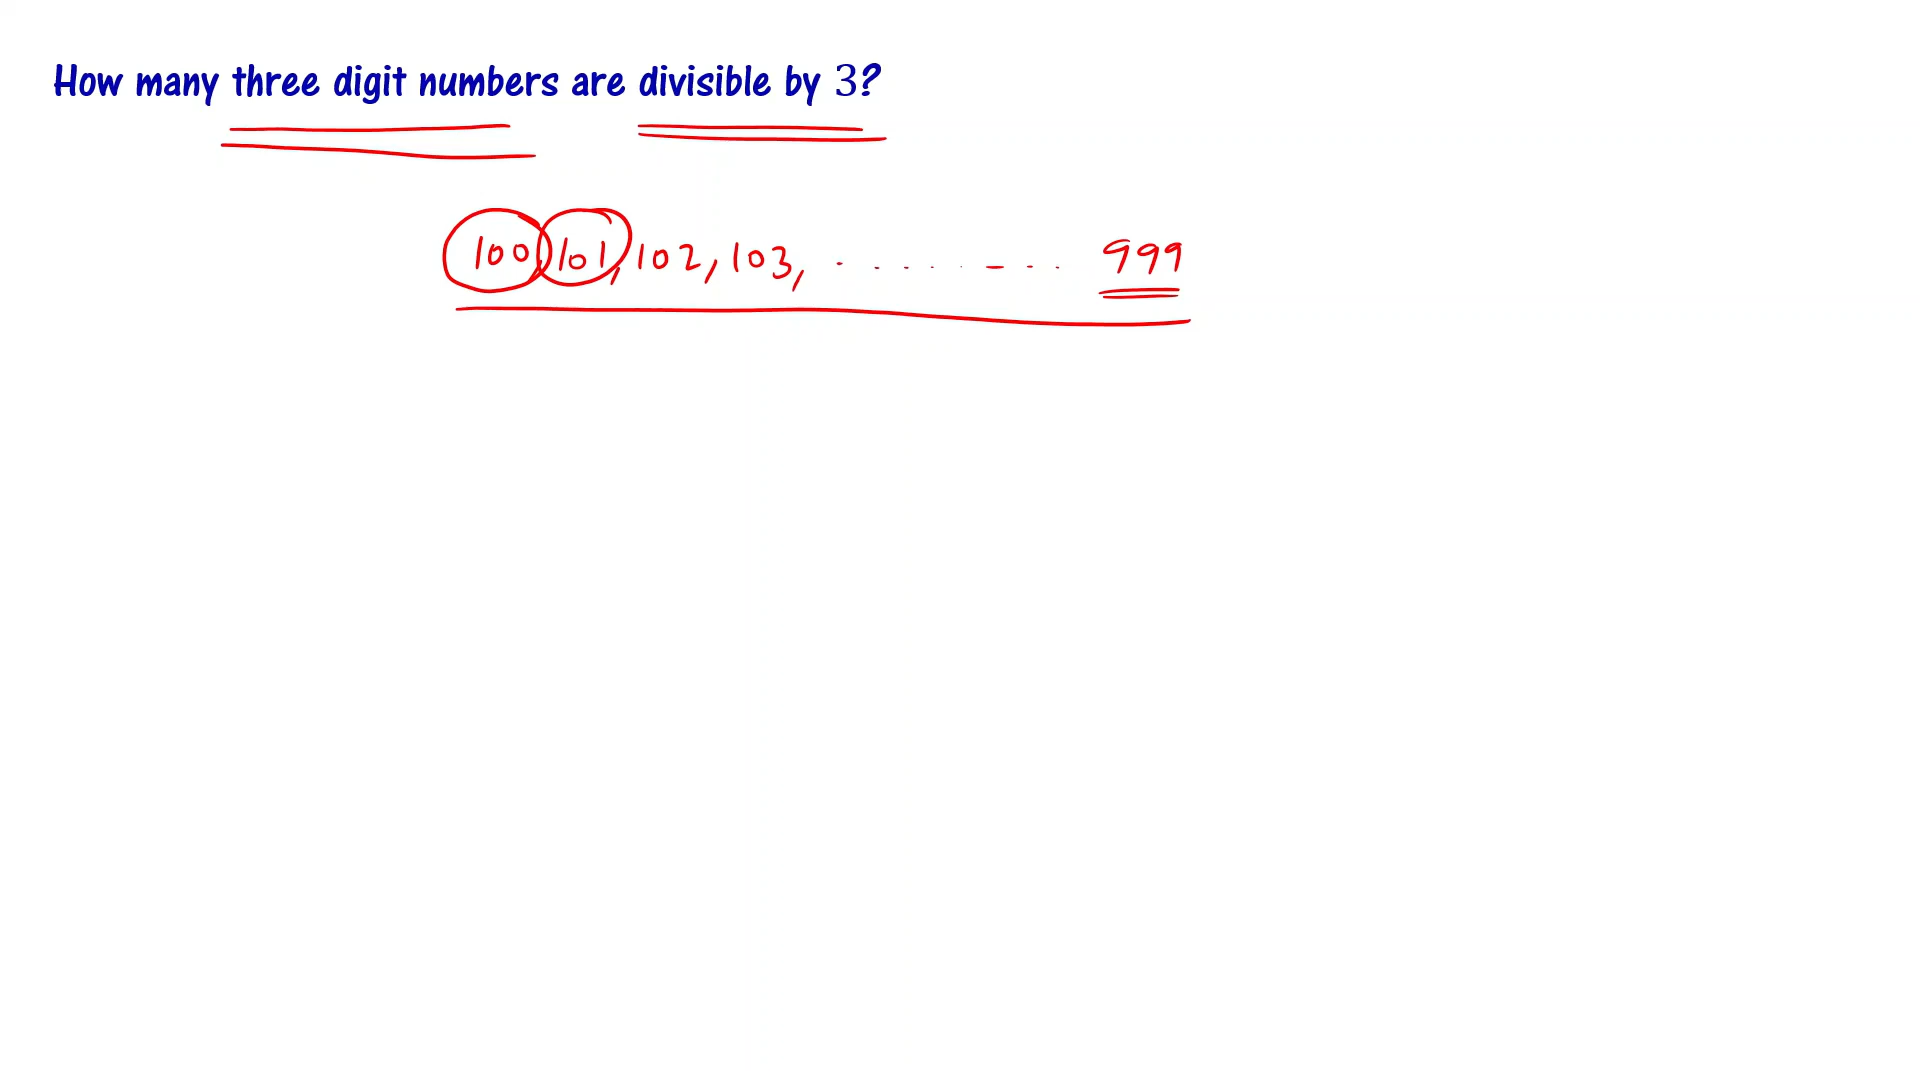 How many three digit numbers are divisible by 3?
100, 101, 102, 103, . . . . . . - . . 999